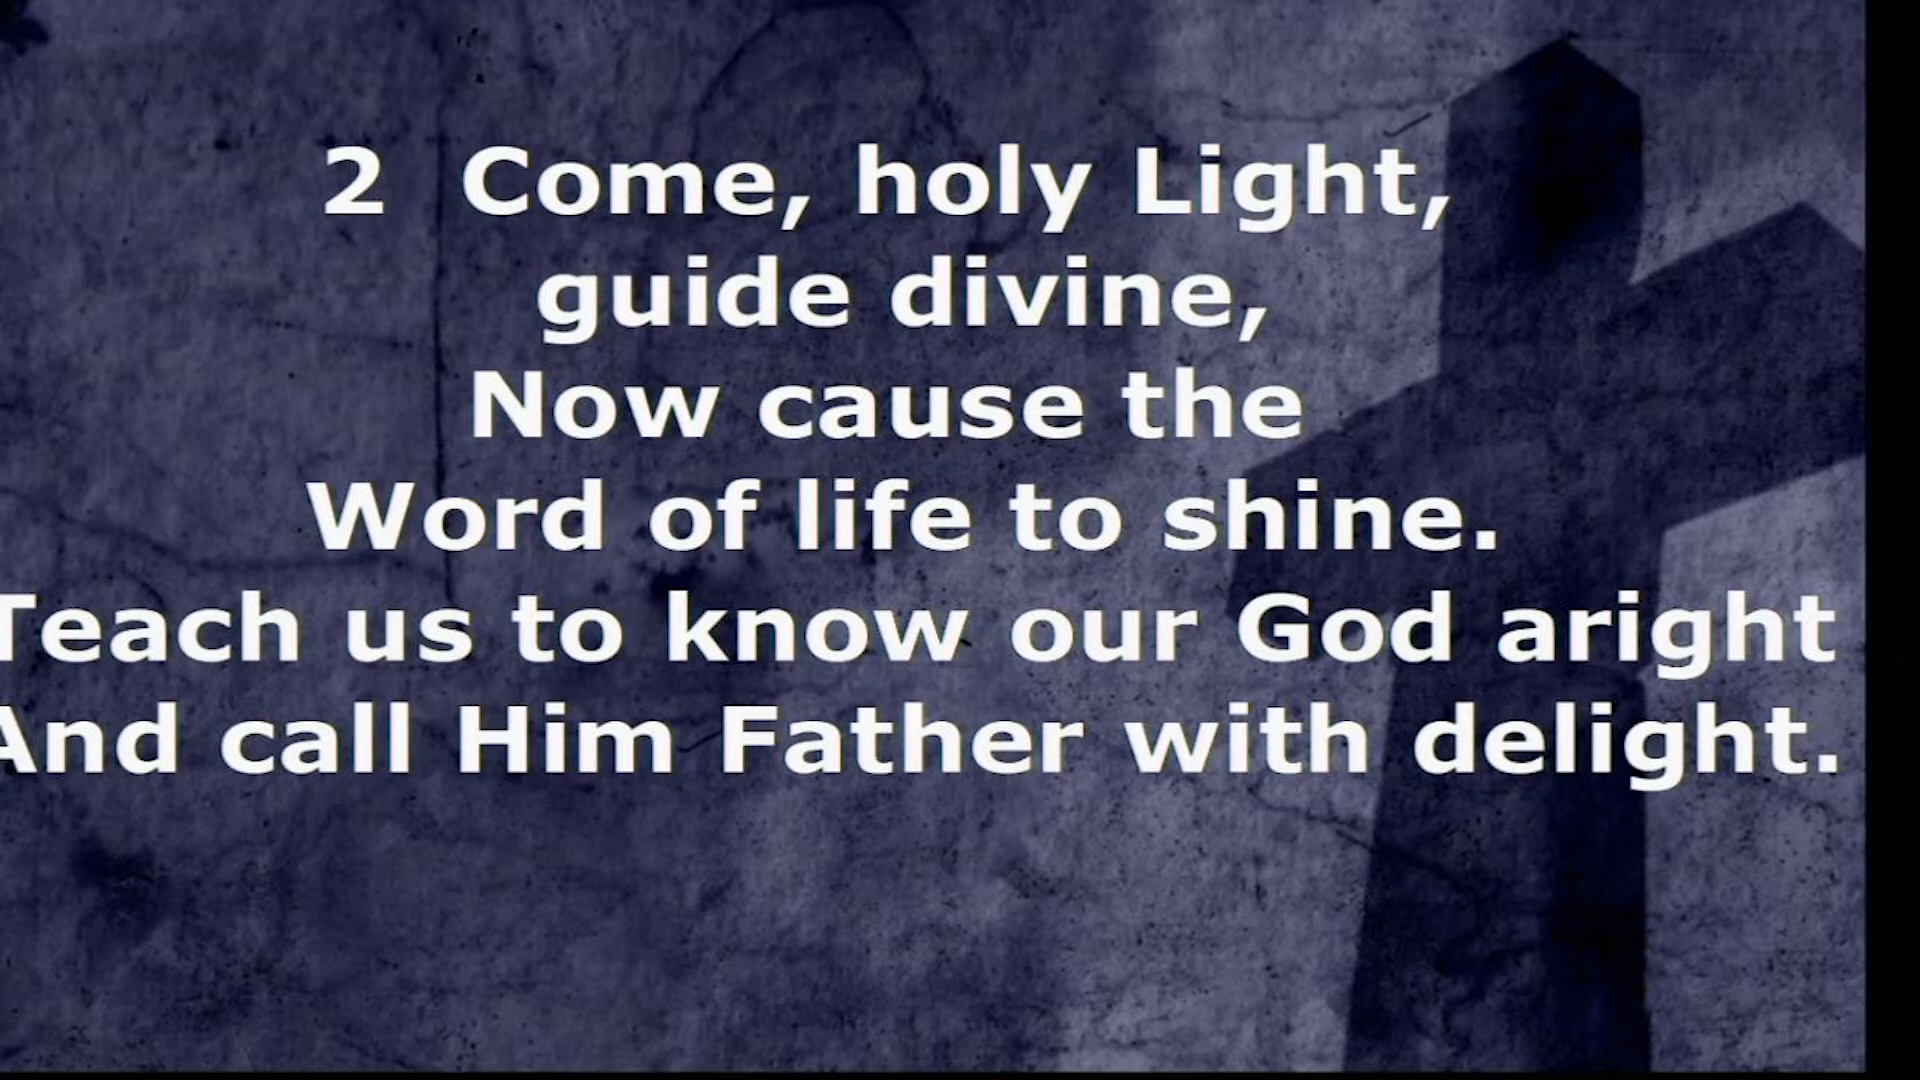 2 Come, holy Light,
guide divine,
Now cause the
Word of life to shine.
Teach us to know our God aright
And call Him Father with delight.